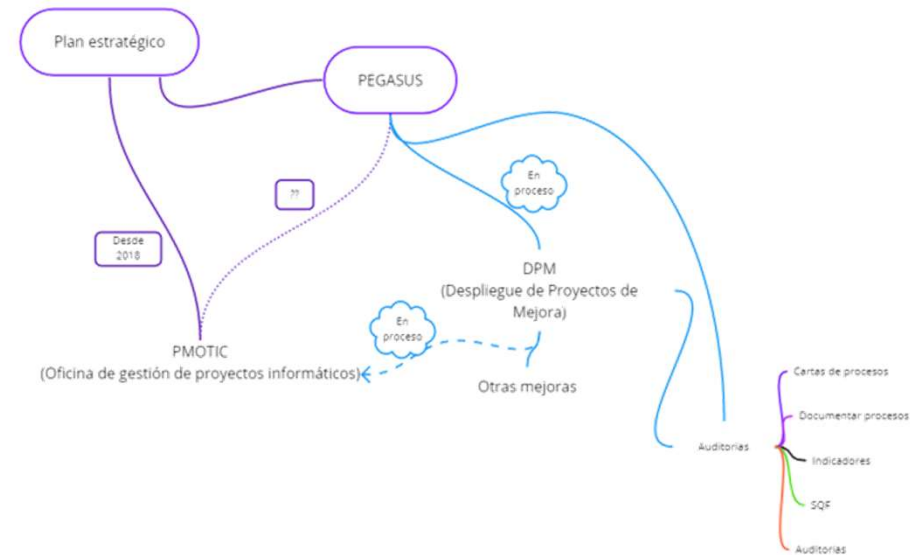 Plan estratégico
PEGASUS
En
proceso
??
Desde
2018
DPM
(Despliegue de Proyectos de
Mejora)
En
proceso
PMOTIC
(Oficina de gestión de proyectos informáticos)
Otras mejoras
Auditorias
Cartas de procesos
Documentar procesos
Indicadores
SQF
Auditorias